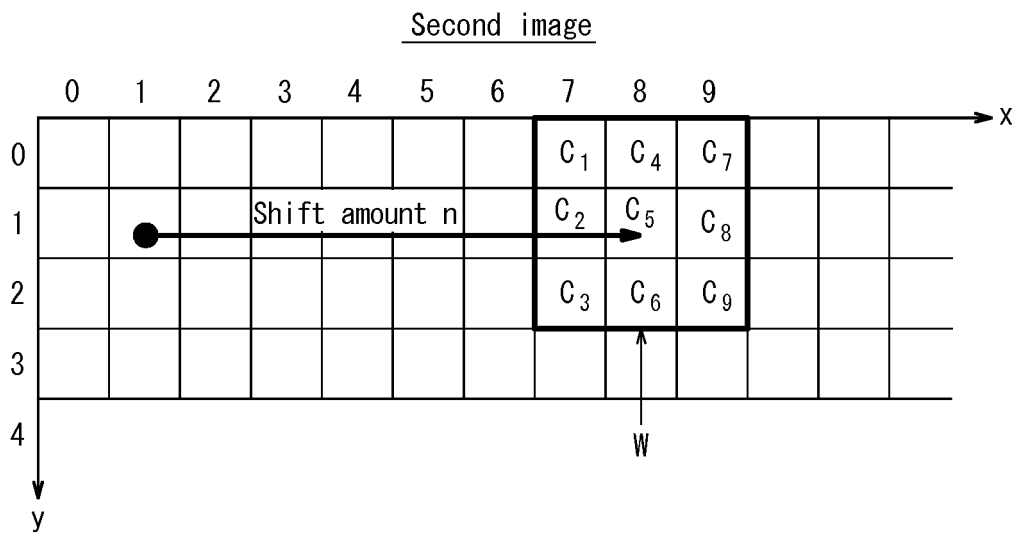 Second image
0 1 2 3 4 5 6 7 8 9
x
0 C₁ C₄ C₇
1 Shift amount n C₂ C₅ C₈
2 C₃ C₆ C₉
3
4
W
y